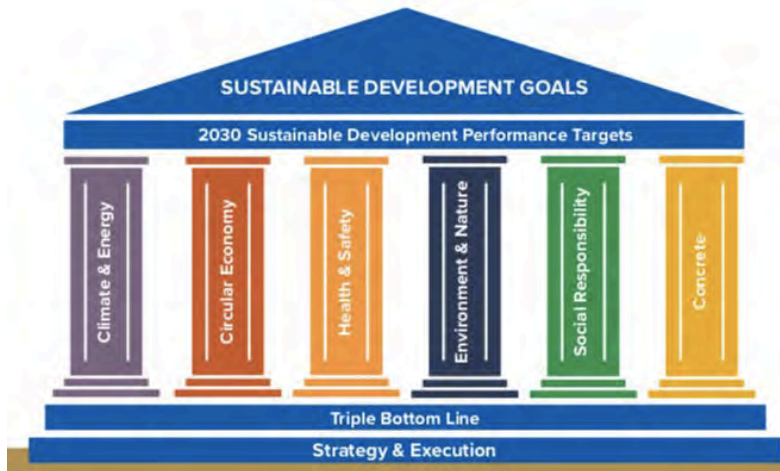 SUSTAINABLE DEVELOPMENT GOALS
2030 Sustainable Development Performance Targets
Climate & Energy
Circular Economy
Health & Safety
Environment & Nature
Social Responsibility
Concrete
Triple Bottom Line
Strategy & Execution